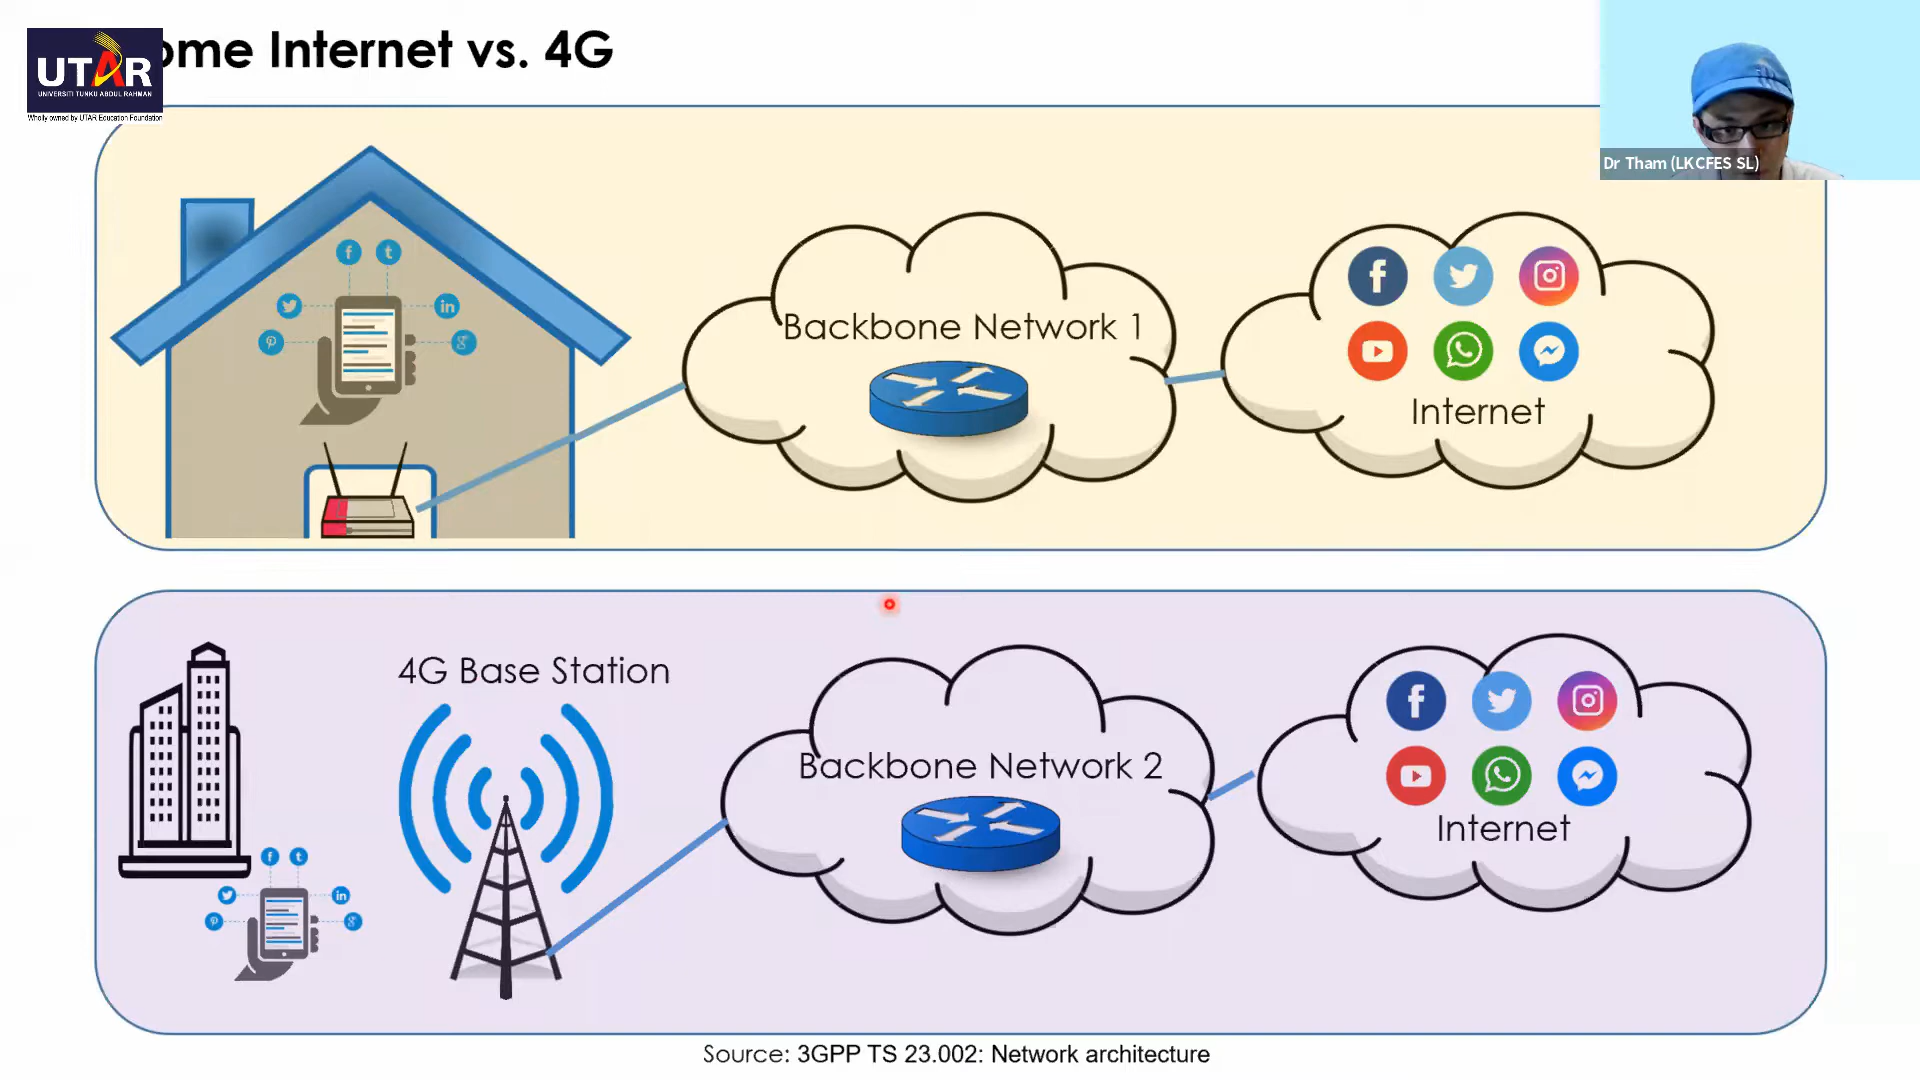 ome Internet vs. 4G
UTAR
UNIVERSITI TUNKU ABDUL RAHMAN
Wholly owned by UTAR Education Foundation
Dr Tham (LKCFES SL)
Backbone Network 1
Internet
4G Base Station
Backbone Network 2
Internet
Source: 3GPP TS 23.002: Network architecture